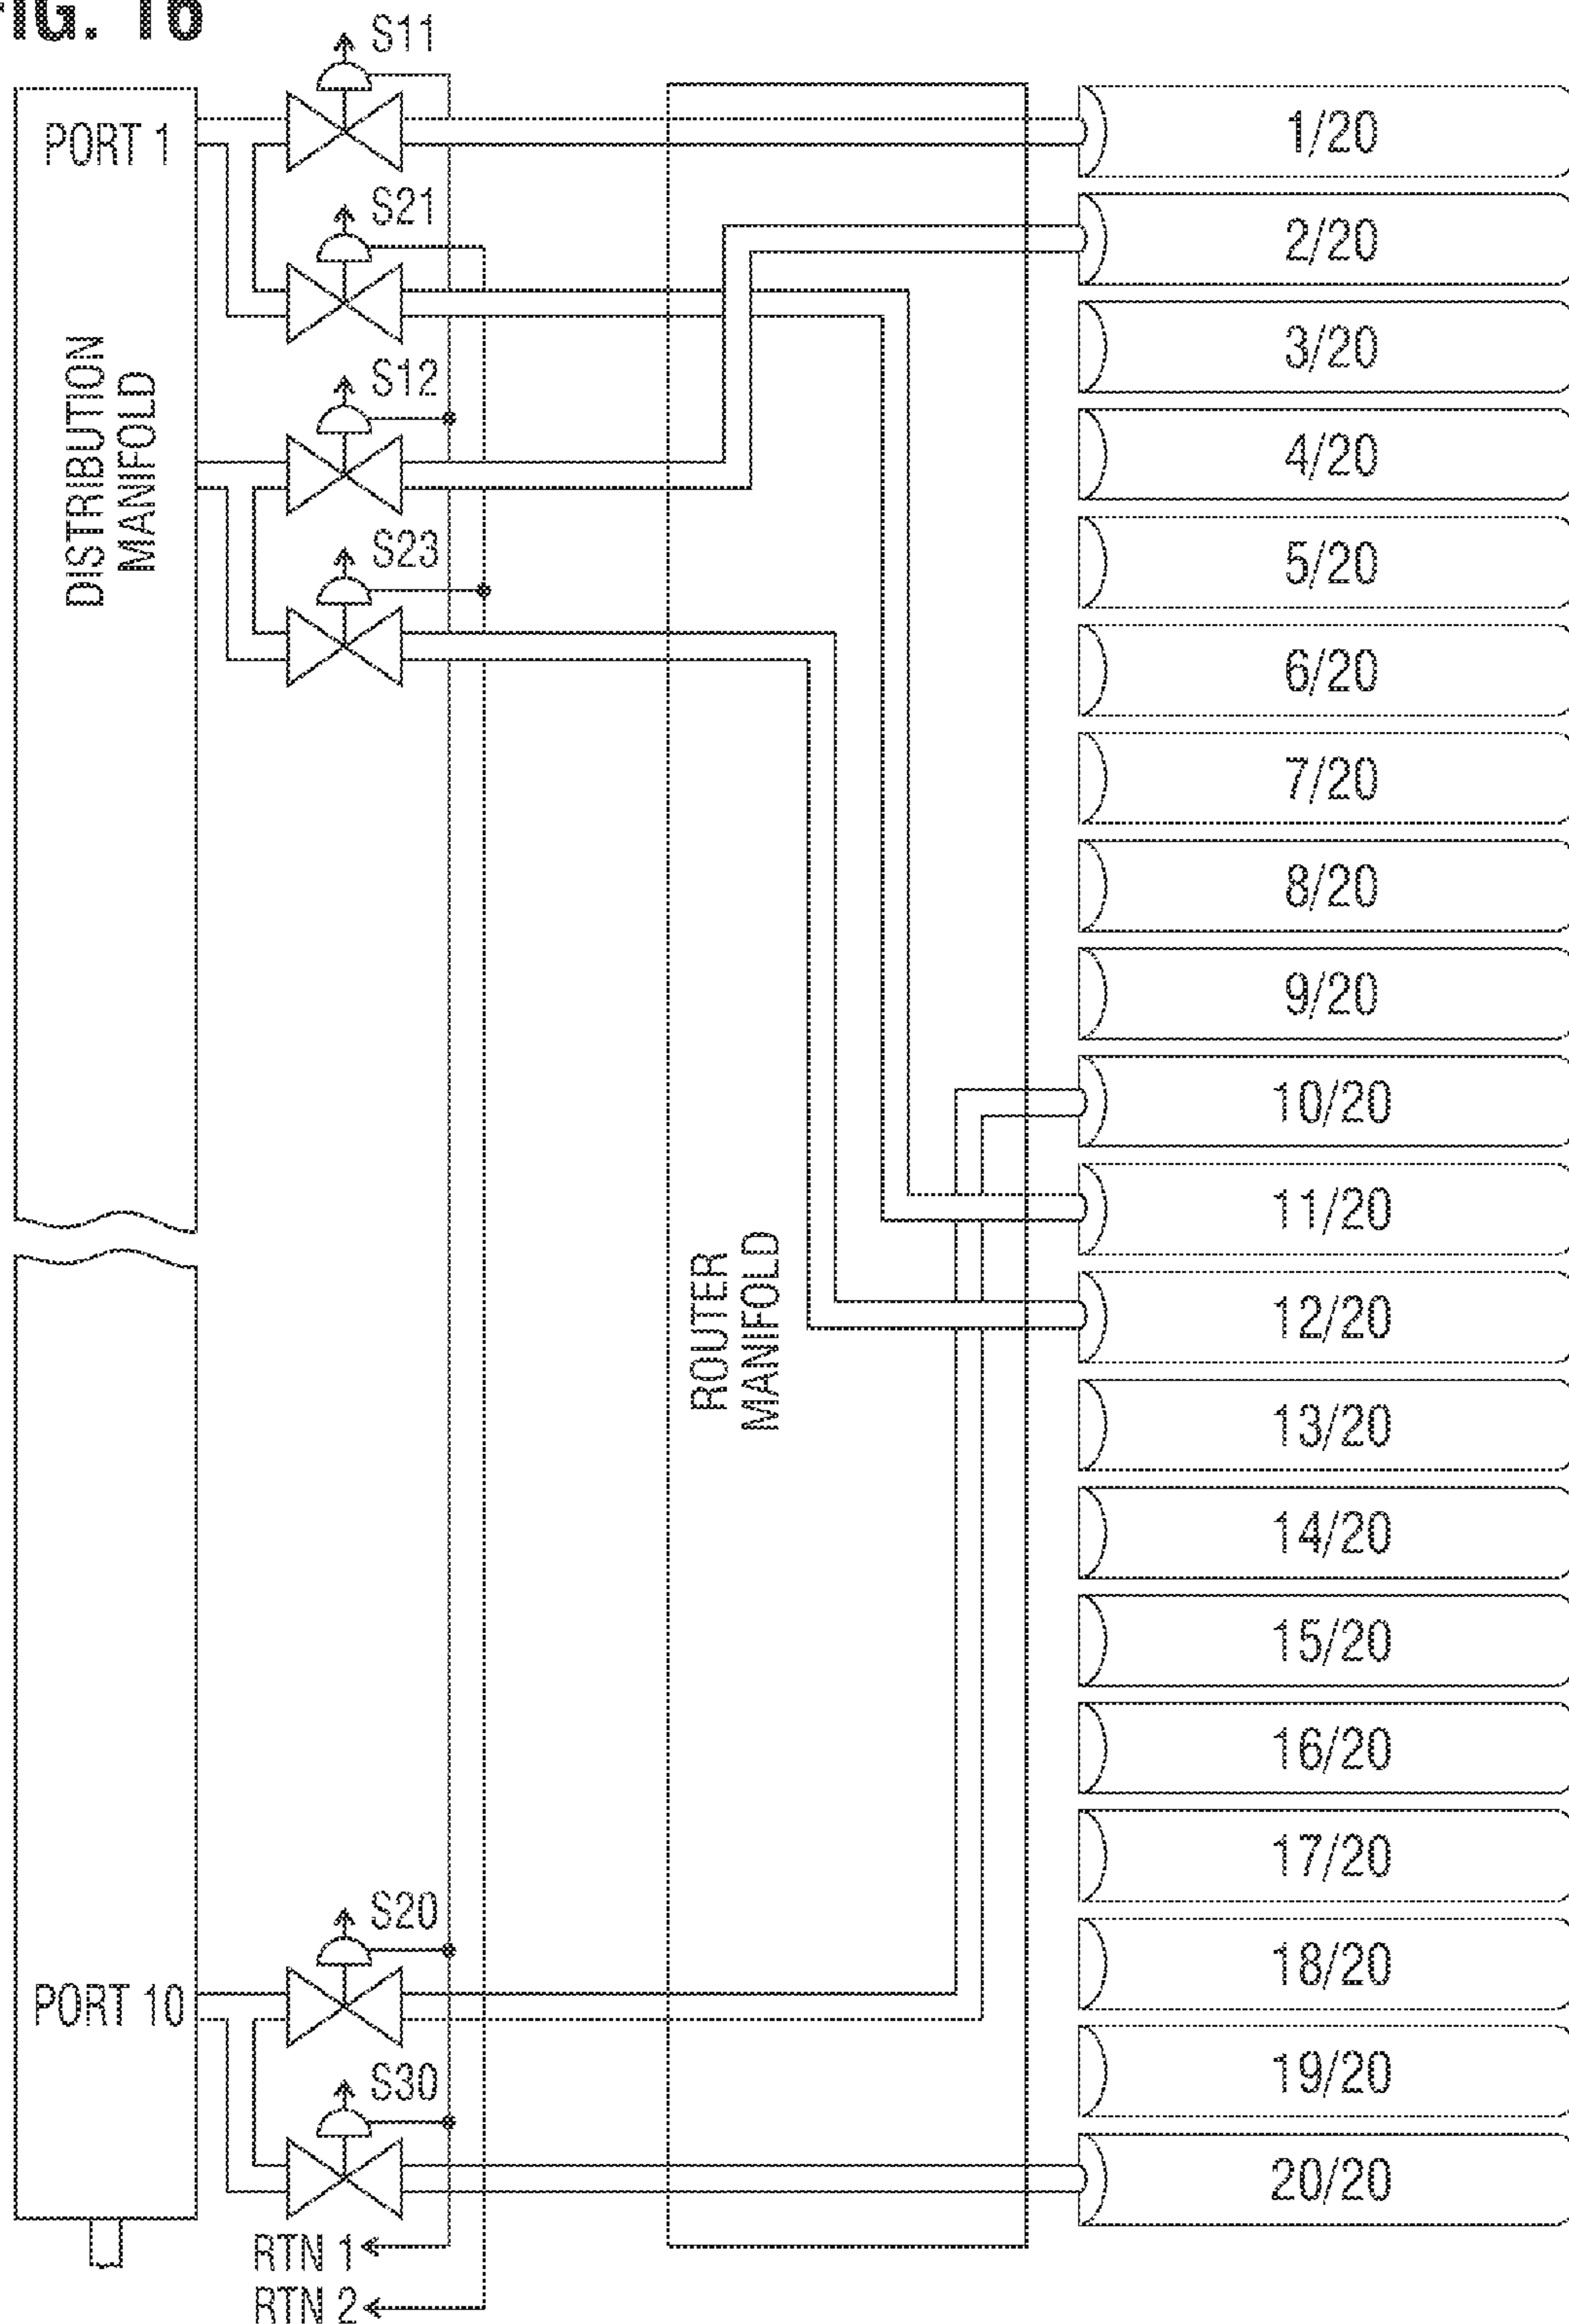 FIG. 16
S11
PORT 1
S21
S12
S23
DISTRIBUTION
MANIFOLD
ROUTER
MANIFOLD
S20
PORT 10
S30
RTN 1
RTN 2
1/20
2/20
3/20
4/20
5/20
6/20
7/20
8/20
9/20
10/20
11/20
12/20
13/20
14/20
15/20
16/20
17/20
18/20
19/20
20/20